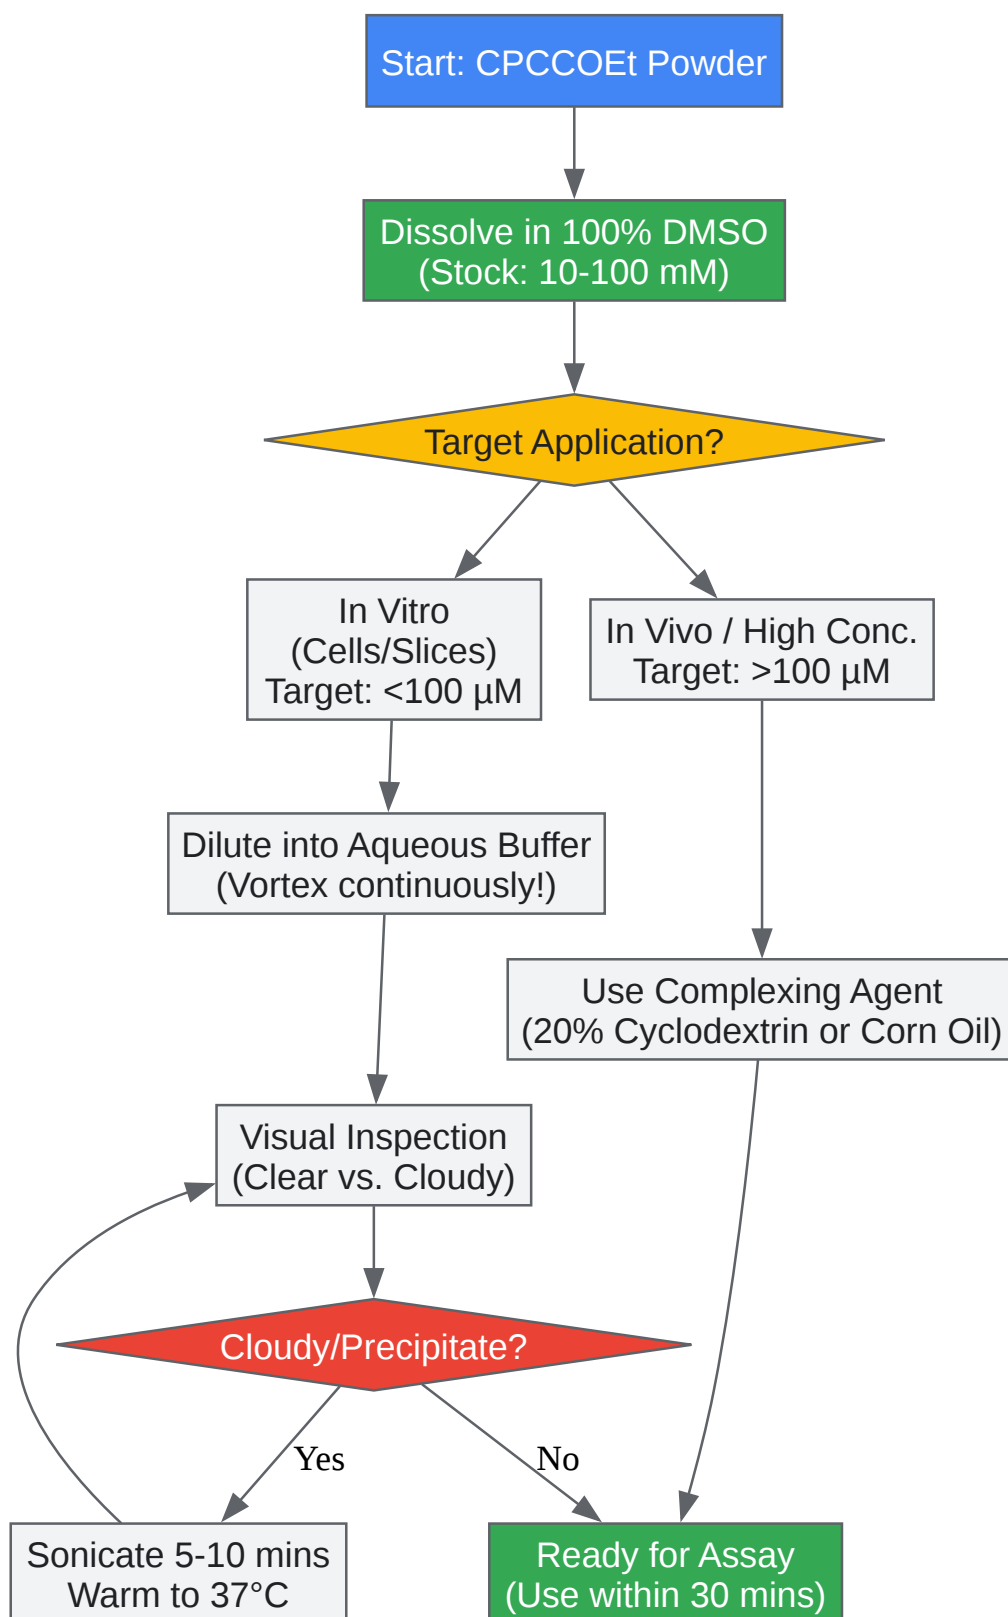 Start: CPCCOEt Powder
Dissolve in 100% DMSO
(Stock: 10-100 mM)
Target Application?
In Vitro
(Cells/Slices)
Target: <100 µM
In Vivo / High Conc.
Target: >100 µM
Dilute into Aqueous Buffer
(Vortex continuously!)
Use Complexing Agent
(20% Cyclodextrin or Corn Oil)
Visual Inspection
(Clear vs. Cloudy)
Cloudy/Precipitate?
Yes
No
Sonicate 5-10 mins
Warm to 37°C
Ready for Assay
(Use within 30 mins)